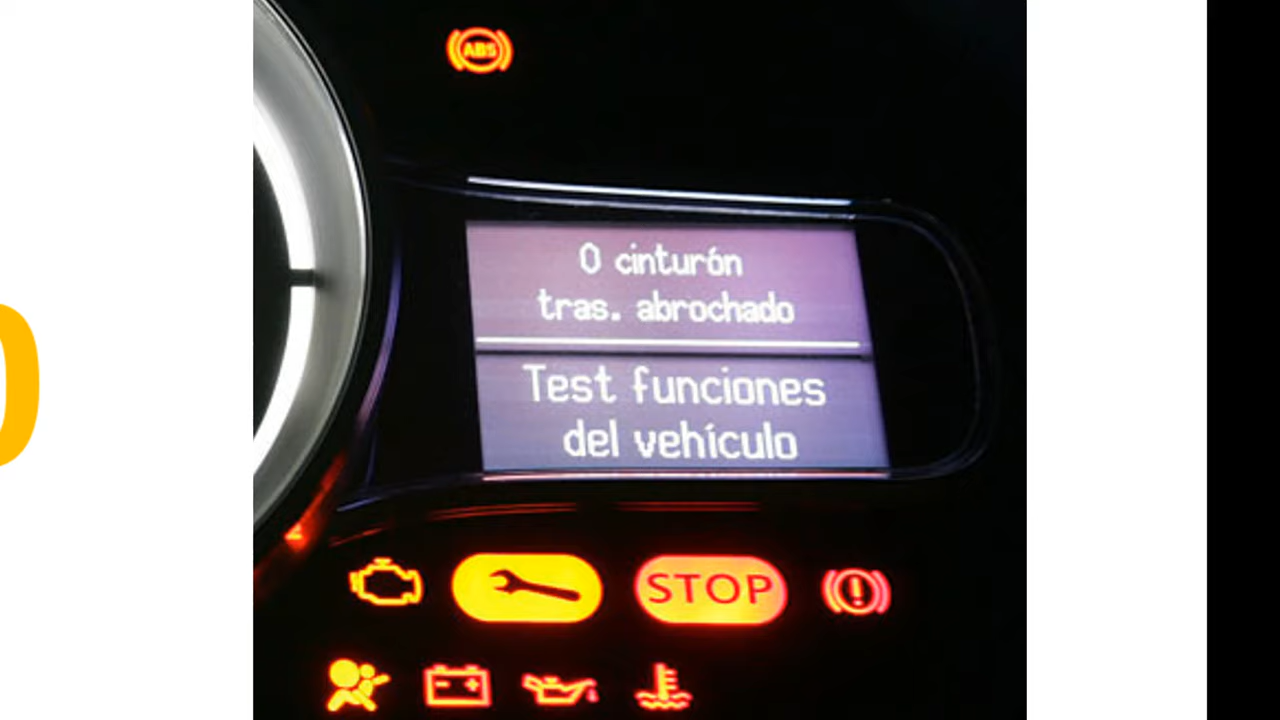 ABS
0 cinturón
tras. abrochado
Test funciones
del vehículo
STOP